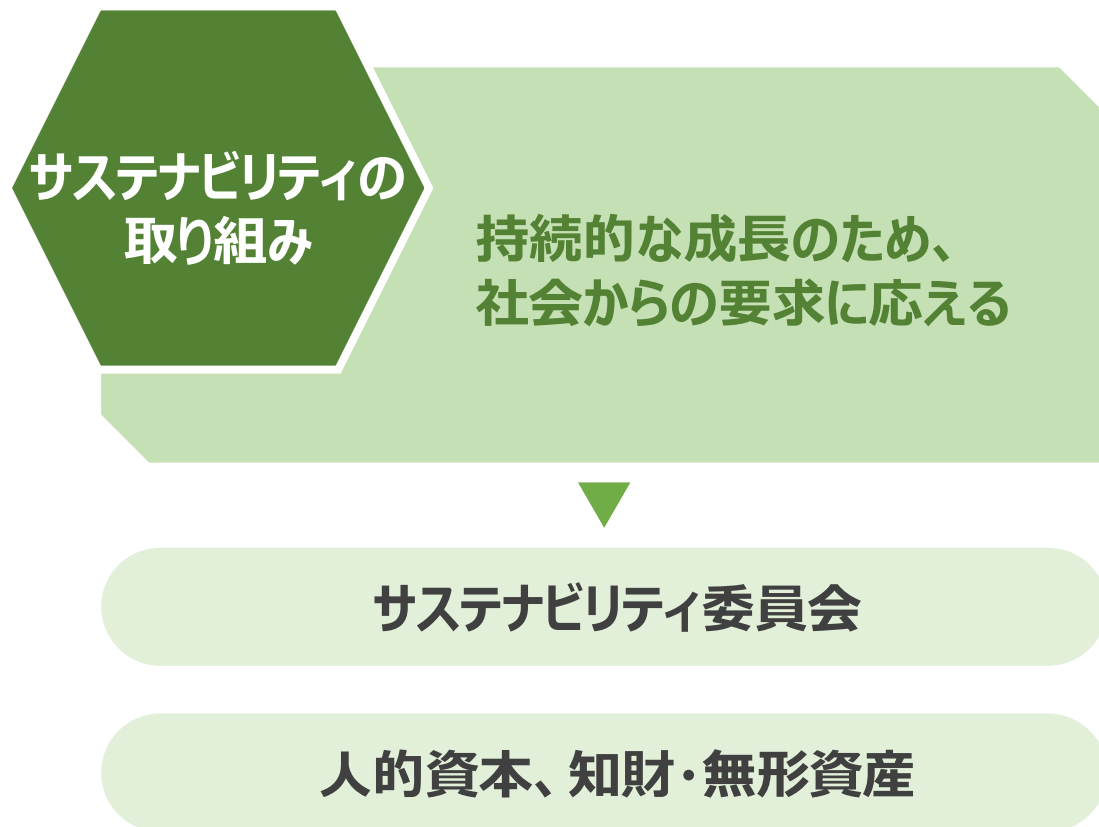 サステナビリティの
取り組み
持続的な成長のため、
社会からの要求に応える
サステナビリティ委員会
人的資本、知財・無形資産